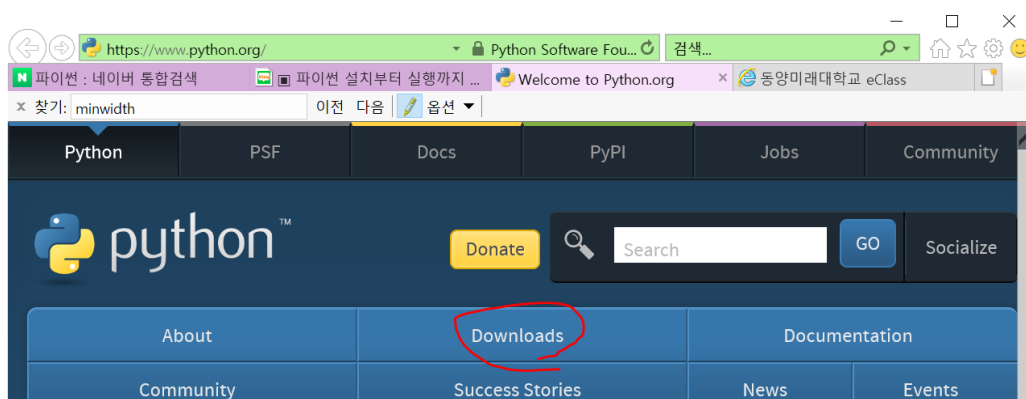 https://www.python.org/ Python Software Fou... 검색...
파이썬 : 네이버 통합검색 ▣ 파이썬 설치부터 실행까지 ... Welcome to Python.org × 동양미래대학교 eClass
x 찾기: minwidth 이전 다음 옵션 ▼
Python PSF Docs PyPI Jobs Community
python™ Donate Search GO Socialize
About Downloads Documentation
Community Success Stories News Events